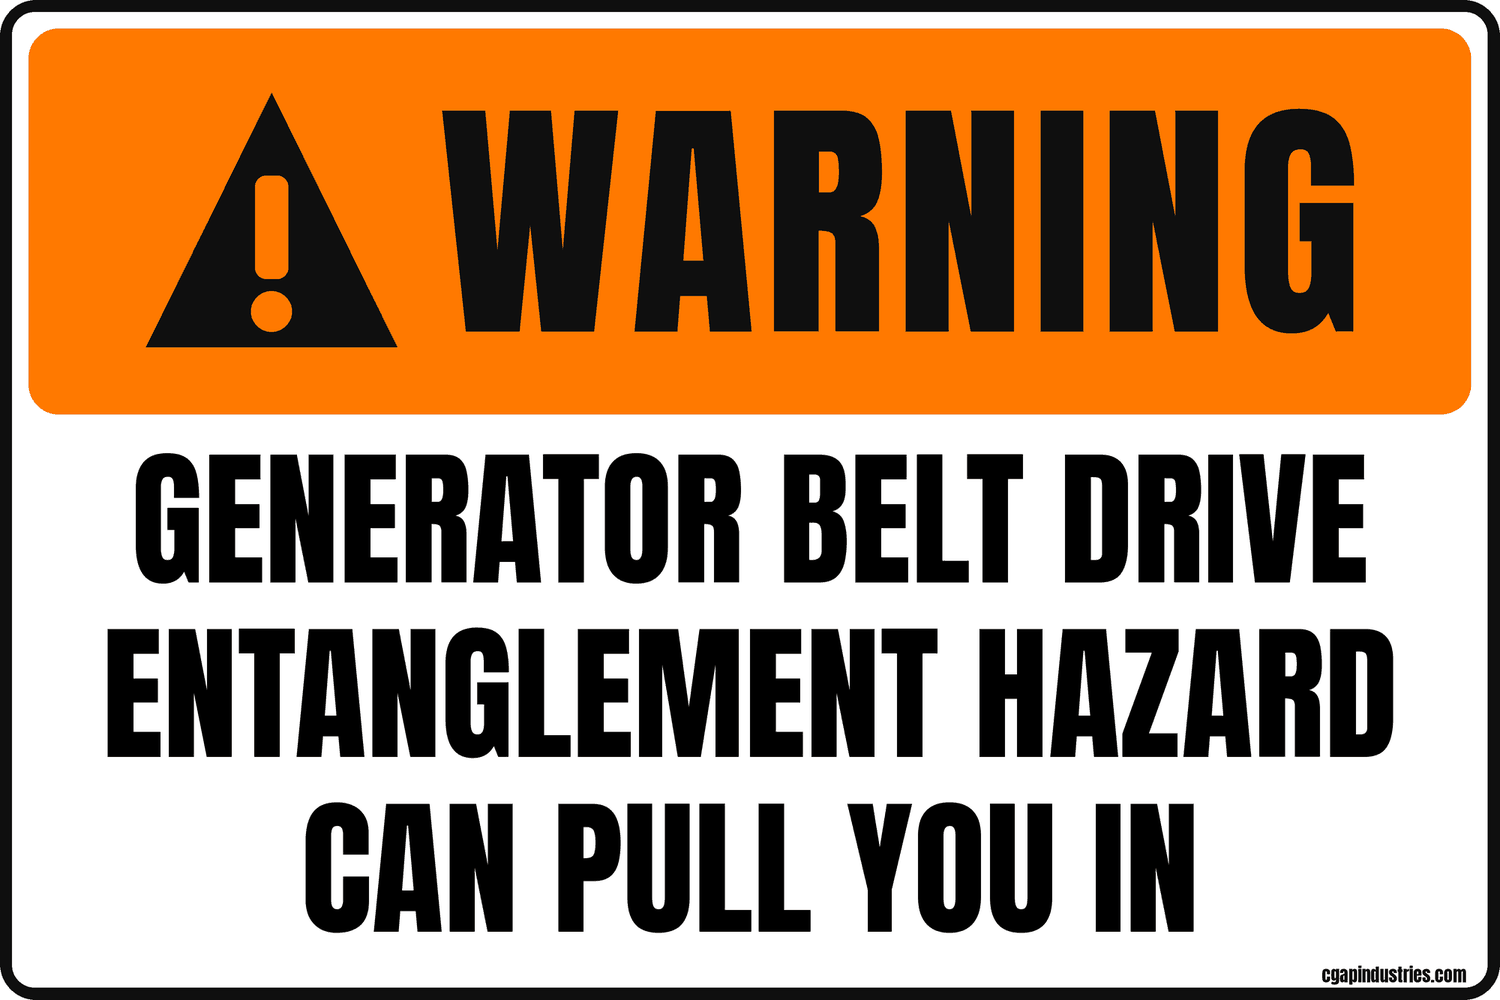 WARNING
GENERATOR BELT DRIVE
ENTANGLEMENT HAZARD
CAN PULL YOU IN
cgapindustries.com